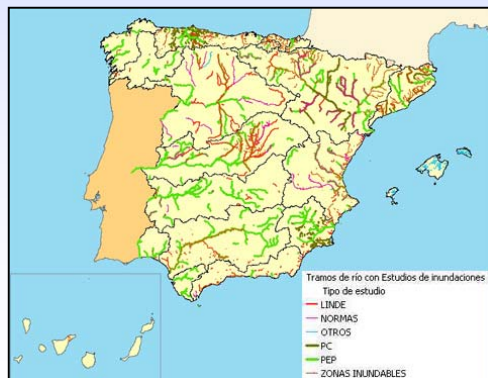 Tramos de río con Estudios de inundaciones
Tipo de estudio
LINDE
NORMAS
OTROS
PC
PEP
ZONAS INUNDABLES